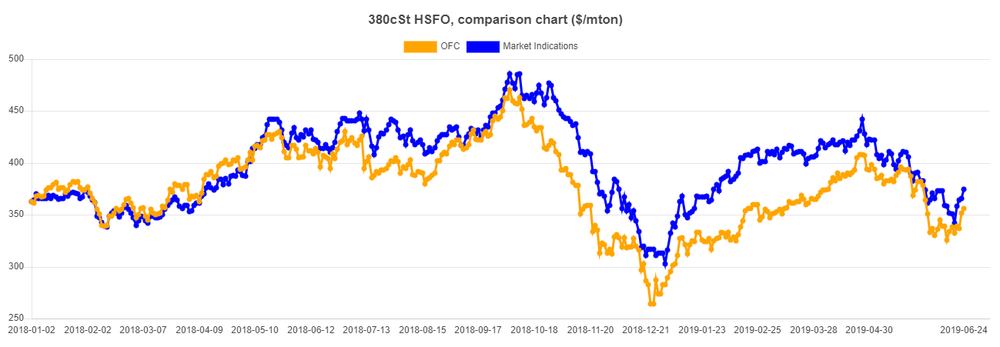 380cSt HSFO, comparison chart ($/mton)
OFC Market Indications
500
450
400
350
300
250
2018-01-02 2018-02-02 2018-03-07 2018-04-09 2018-05-10 2018-06-12 2018-07-13 2018-08-15 2018-09-17 2018-10-18 2018-11-20 2018-12-21 2019-01-23 2019-02-25 2019-03-28 2019-04-30 2019-06-24